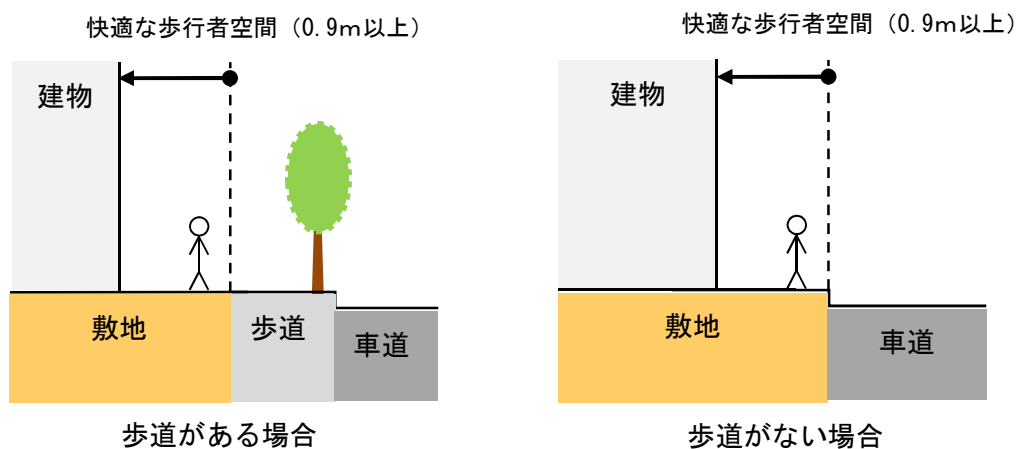 快適な歩行者空間（0.9ｍ以上）
建物
敷地
歩道
車道
歩道がある場合
快適な歩行者空間（0.9ｍ以上）
建物
敷地
車道
歩道がない場合